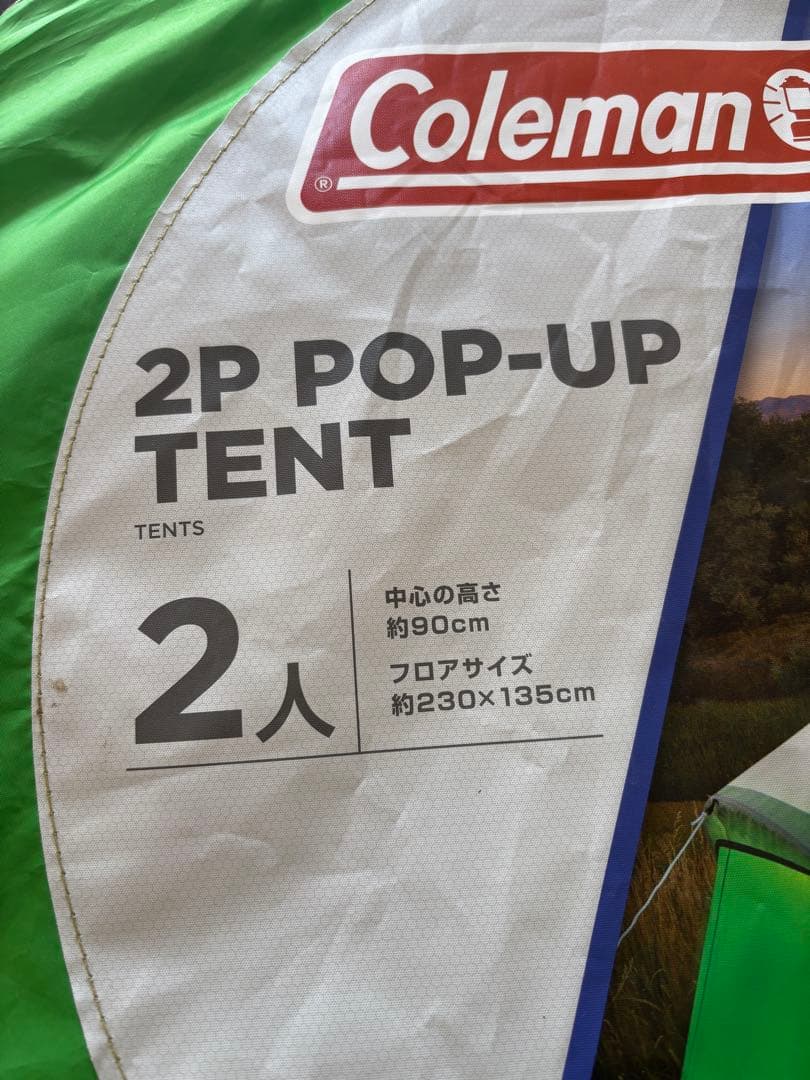 Coleman
®
2P POP-UP
TENT
TENTS
2人
中心の高さ
約90cm
フロアサイズ
約230×135cm